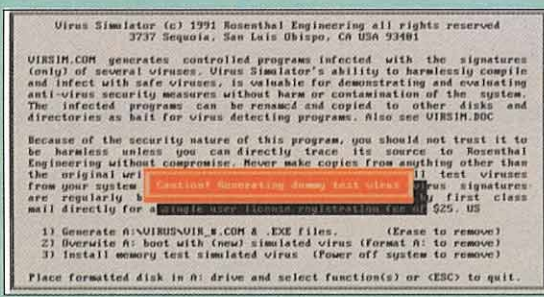 Virus Simulator (c) 1991 Rosenthal Engineering all rights reserved
3737 Sequoia, San Luis Obispo, CA USA 93401
VIRSIM.COM generates controlled programs infected with the signatures
(only) of several viruses. Virus Simulator's ability to harmlessly compile
and infect with safe viruses, is valuable for demonstrating and evaluating
anti-virus security measures without harm or contamination of the system.
The infected programs can be renamed and copied to other disks and
directories as bait for virus detecting programs. Also see VIRSIM.DOC
Because of the security nature of this program, you should not trust it to
be harmless unless you can directly trace its source to Rosenthal
Engineering without compromise. Never make copies from anything other than
the original wri ll test viruses
Caution! Generating dummy test virus
from your system rus signatures
are regularly b y first class
mail directly for a single user license registration fee of $25. US
1) Generate A:\VIRUS\VIR_#.COM & .EXE files. (Erase to remove)
2) Overwrite A: boot with (new) simulated virus (Format A: to remove)
3) Install memory test simulated virus (Power off system to remove)
Place formatted disk in A: drive and select function(s) or <ESC> to quit.